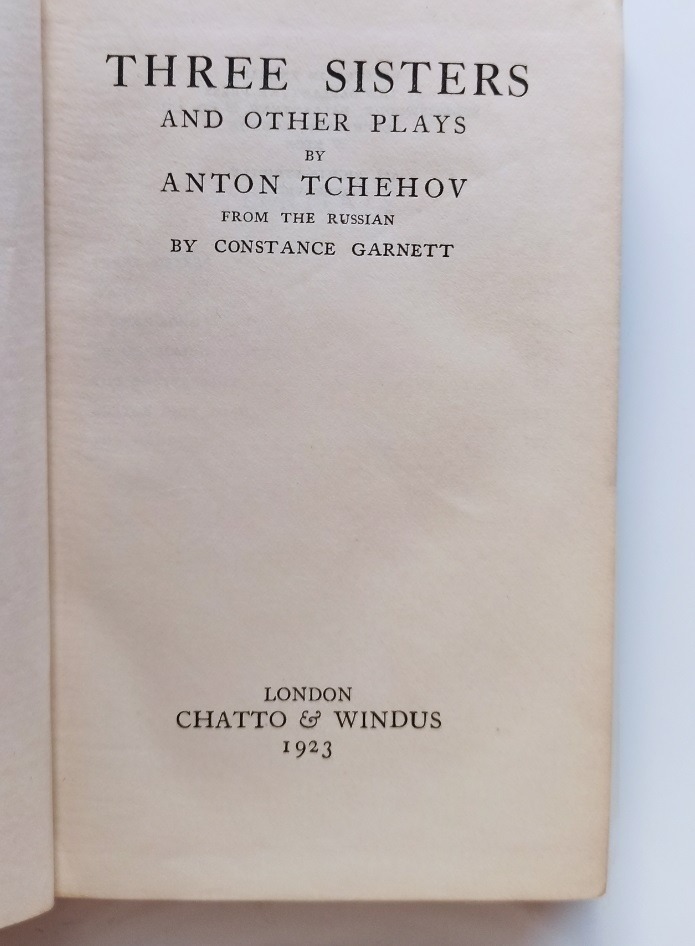 THREE SISTERS
AND OTHER PLAYS
BY
ANTON TCHEHOV
FROM THE RUSSIAN
BY CONSTANCE GARNETT
LONDON
CHATTO & WINDUS
1923